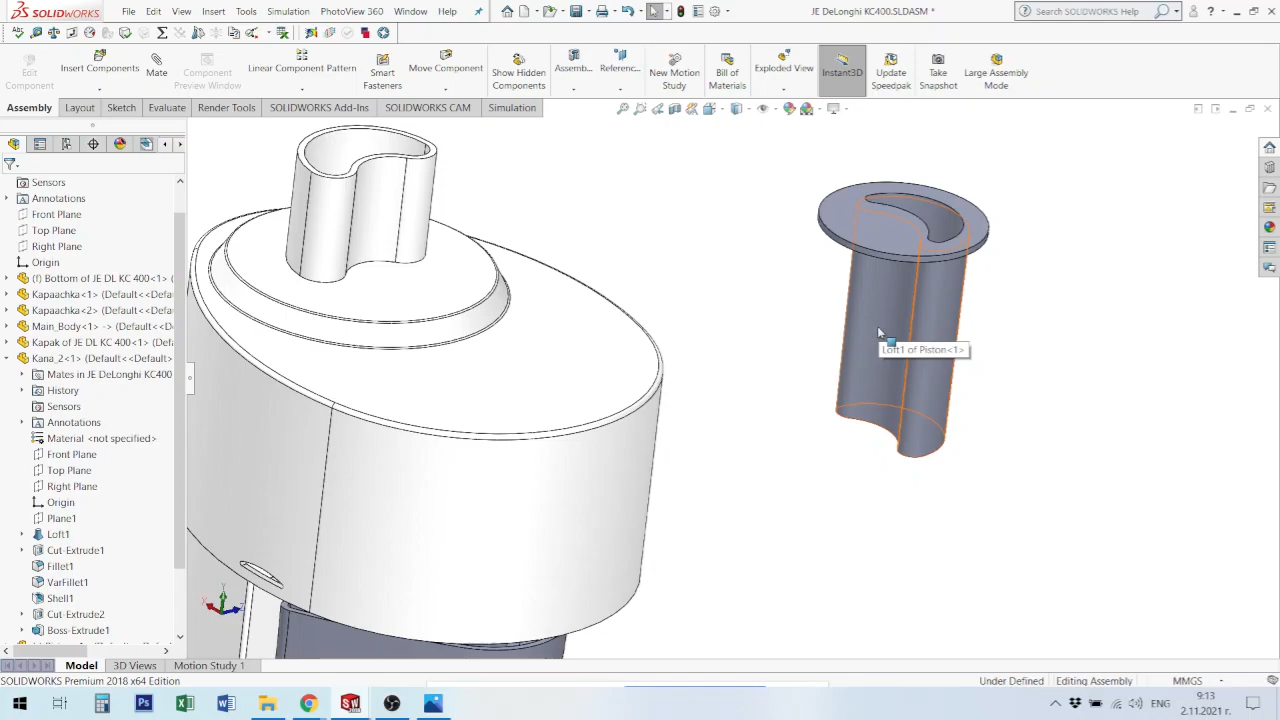 SOLIDWORKS File Edit View Insert Tools Simulation PhotoView 360 Window Help JE DeLonghi KC400.SLDASM * Search SOLIDWORKS Help
Edit Component Insert Components Mate Component Preview Window Linear Component Pattern Smart Fasteners Move Component Show Hidden Components Assemb... Referenc... New Motion Study Bill of Materials Exploded View Instant3D Update Speedpak Take Snapshot Large Assembly Mode
Assembly Layout Sketch Evaluate Render Tools SOLIDWORKS Add-Ins SOLIDWORKS CAM Simulation
Sensors
Annotations
Front Plane
Top Plane
Right Plane
Origin
(f) Bottom of JE DL KC 400<1> (
Kapaachka<1> (Default<<Defau
Kapaachka<2> (Default<<Defau
Main_Body<1> -> (Default<<De
Kapak of JE DL KC 400<1> (Def
Kana_2<1> (Default<<Default_
Mates in JE DeLonghi KC400
History
Sensors
Annotations
Material <not specified>
Front Plane
Top Plane
Right Plane
Origin
Plane1
Loft1
Cut-Extrude1
Fillet1
VarFillet1
Shell1
Cut-Extrude2
Boss-Extrude1
Loft1 of Piston<1>
Model 3D Views Motion Study 1
SOLIDWORKS Premium 2018 x64 Edition Under Defined Editing Assembly MMGS
ENG 9:13
2.11.2021 г.